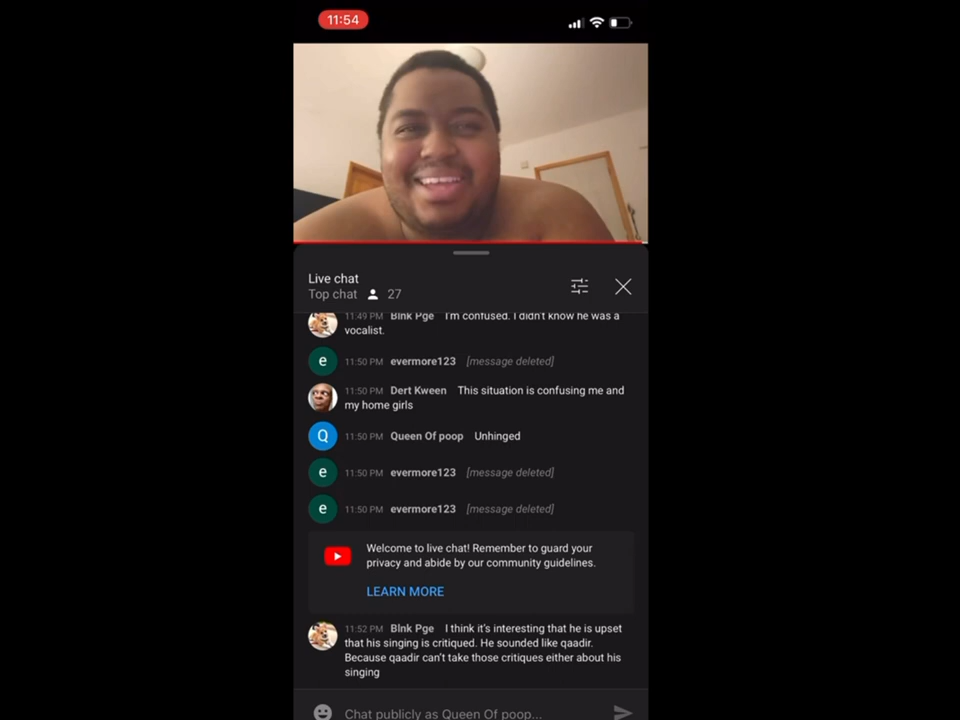 11:54
Live chat
Top chat 27
11:49 PM Blnk Pge I'm confused. I didn't know he was a
vocalist.
e 11:50 PM evermore123 [message deleted]
11:50 PM Dert Kween This situation is confusing me and
my home girls
Q 11:50 PM Queen Of poop Unhinged
e 11:50 PM evermore123 [message deleted]
e 11:50 PM evermore123 [message deleted]
Welcome to live chat! Remember to guard your
privacy and abide by our community guidelines.
LEARN MORE
11:52 PM Blnk Pge I think it's interesting that he is upset
that his singing is critiqued. He sounded like qaadir.
Because qaadir can't take those critiques either about his
singing
Chat publicly as Queen Of poop...